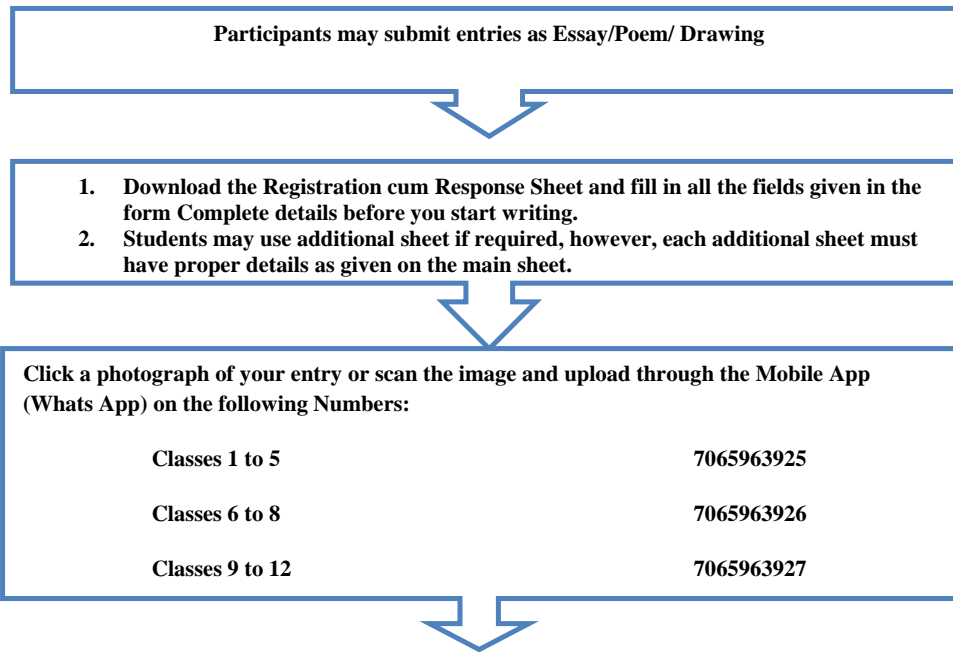 Participants may submit entries as Essay/Poem/ Drawing
1. Download the Registration cum Response Sheet and fill in all the fields given in the
form Complete details before you start writing.
2. Students may use additional sheet if required, however, each additional sheet must
have proper details as given on the main sheet.
Click a photograph of your entry or scan the image and upload through the Mobile App
(Whats App) on the following Numbers:
Classes 1 to 5 7065963925
Classes 6 to 8 7065963926
Classes 9 to 12 7065963927